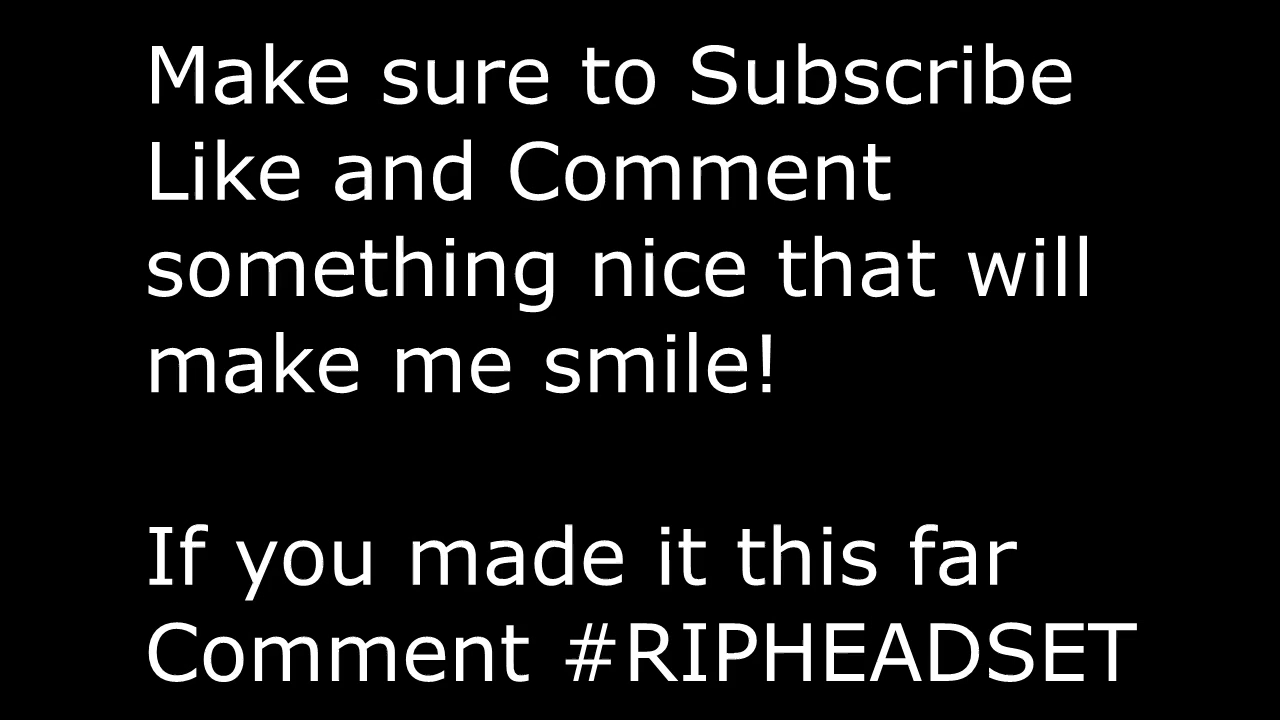 Make sure to Subscribe
Like and Comment
something nice that will
make me smile!
If you made it this far
Comment #RIPHEADSET